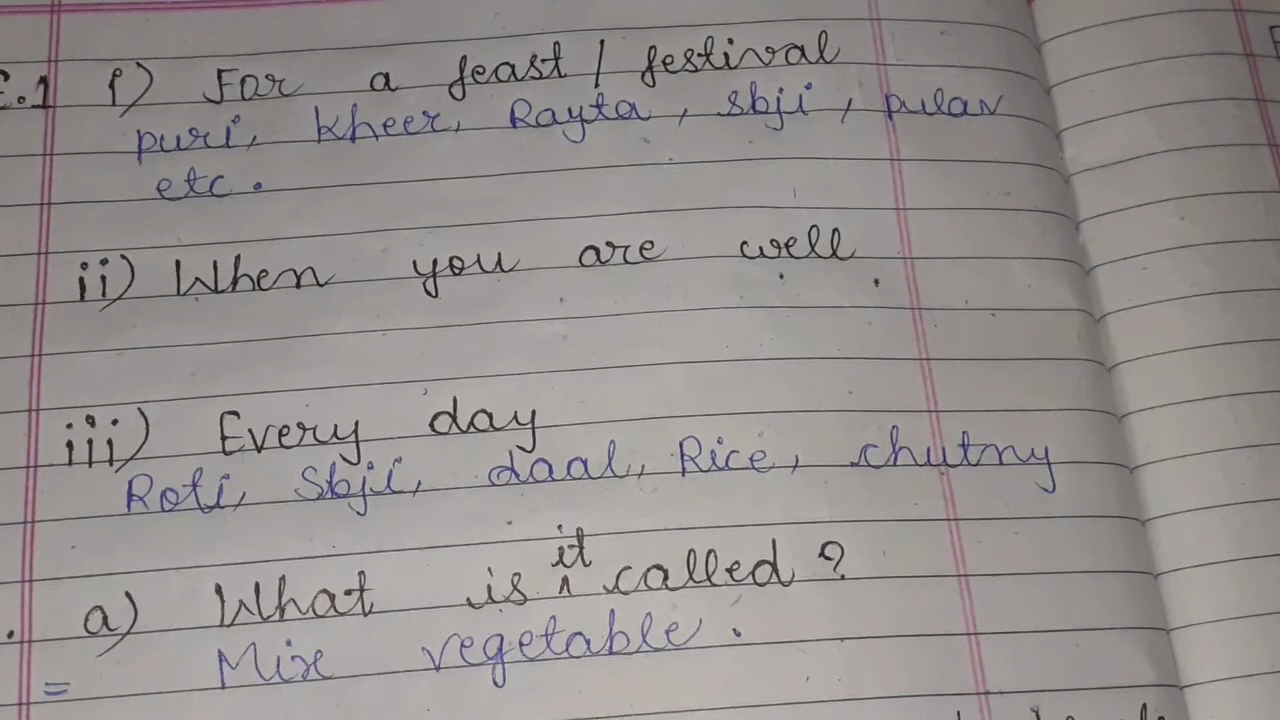 i) For a feast / festival
puri, Kheer, Rayta, sbji, pulav
etc.
ii) When you are well.
iii) Every day
Roti, Sbji, daal, Rice, chutny
a) What is it called?
= Mix vegetable.